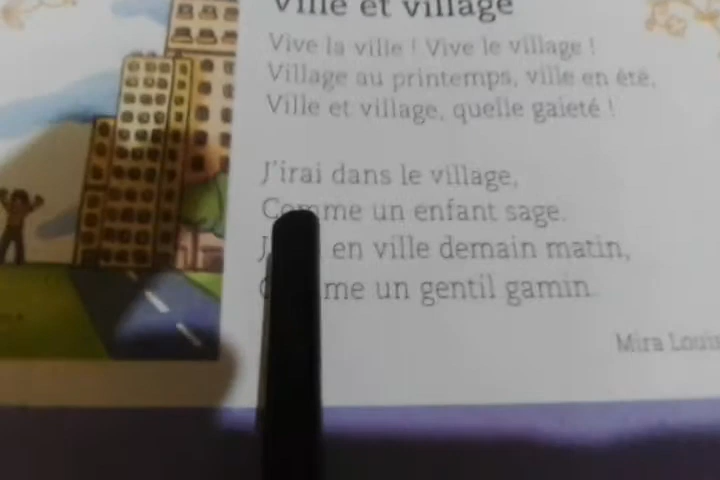 Ville et village
Vive la ville ! Vive le village !
Village au printemps, ville en été,
Ville et village, quelle gaieté !
J'irai dans le village,
Comme un enfant sage.
en ville demain matin,
un gentil gamin.
Mira Louis